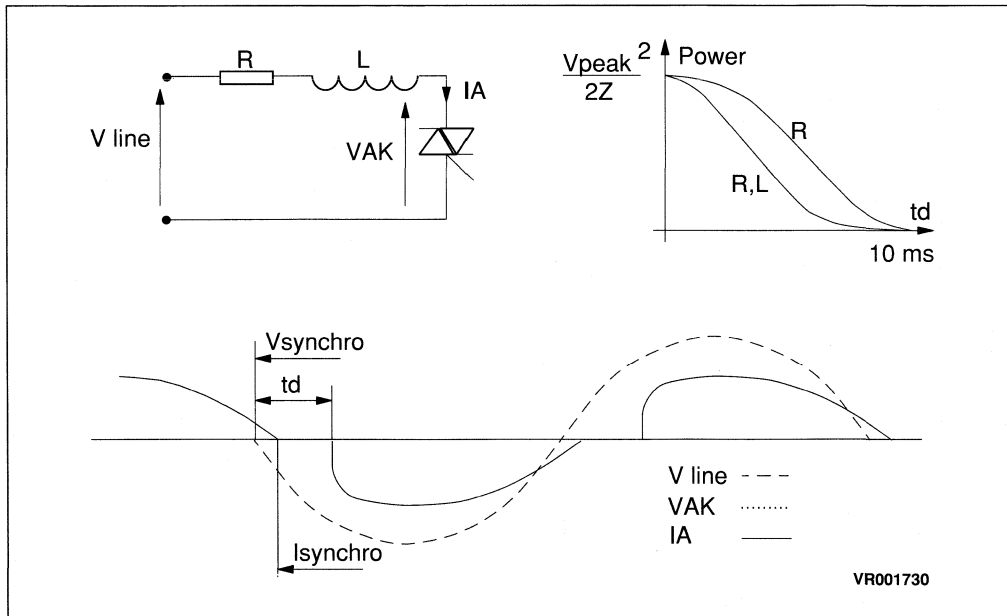 R
L
IA
V line
VAK
Vpeak 2
2Z
Power
R
R,L
td
10 ms
Vsynchro
td
Isynchro
V line
VAK
IA
VR001730